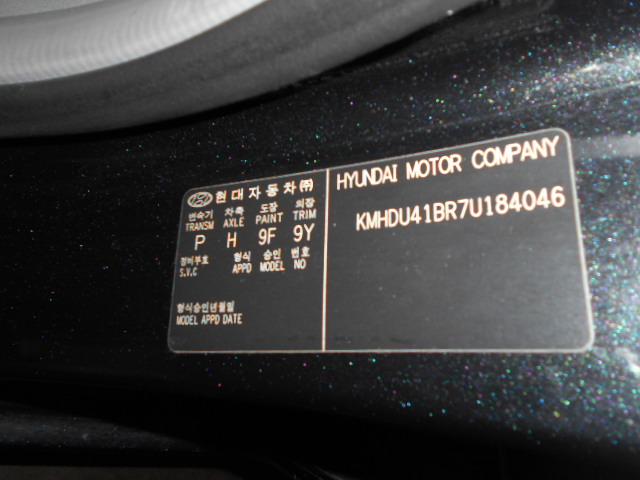 현대자동차㈜
변속기 차축 도장 의장
TRANSM AXLE PAINT TRIM
P H 9F 9Y
정비부호 형식 승인 번호
S.V.C APPD MODEL NO
형식승인년월일
MODEL APPD DATE
HYUNDAI MOTOR COMPANY
KMHDU41BR7U184046